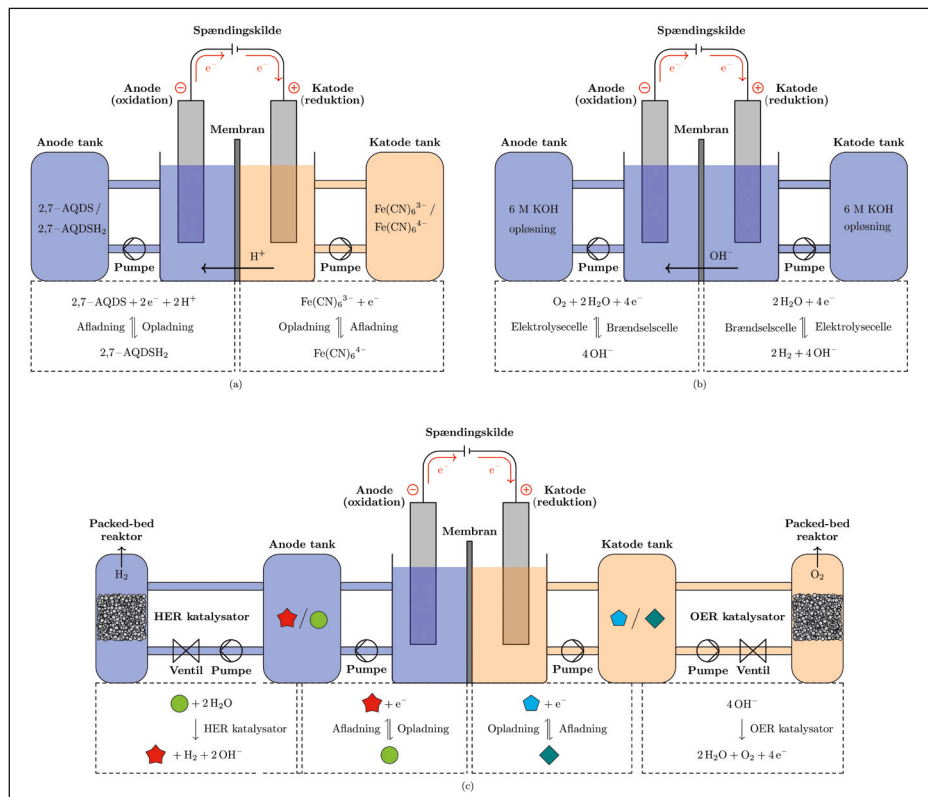 Spændingskilde
e⁻
e⁻
Anode
(oxidation)
−
+
Katode
(reduktion)
Membran
Anode tank
Katode tank
2,7−AQDS /
2,7−AQDSH₂
Fe(CN)₆³⁻ /
Fe(CN)₆⁴⁻
Pumpe
H⁺
Pumpe
2,7−AQDS + 2 e⁻ + 2 H⁺
Afladning ⇌ Opladning
2,7−AQDSH₂
Fe(CN)₆³⁻ + e⁻
Opladning ⇌ Afladning
Fe(CN)₆⁴⁻
(a)
Spændingskilde
e⁻
e⁻
Anode
(oxidation)
−
+
Katode
(reduktion)
Membran
Anode tank
Katode tank
6 M KOH
opløsning
6 M KOH
opløsning
Pumpe
OH⁻
Pumpe
O₂ + 2 H₂O + 4 e⁻
Elektrolysecelle ⇌ Brændselscelle
4 OH⁻
2 H₂O + 4 e⁻
Brændselscelle ⇌ Elektrolysecelle
2 H₂ + 4 OH⁻
(b)
Spændingskilde
e⁻
e⁻
Anode
(oxidation)
−
+
Katode
(reduktion)
Membran
Packed-bed
reaktor
Anode tank
Katode tank
Packed-bed
reaktor
H₂
O₂
HER katalysator
/
/
OER katalysator
Ventil
Pumpe
Pumpe
Pumpe
Pumpe
Ventil
+ 2 H₂O
↓ HER katalysator
+ H₂ + 2 OH⁻
+ e⁻
Afladning ⇌ Opladning
+ e⁻
Opladning ⇌ Afladning
4 OH⁻
↓ OER katalysator
2 H₂O + O₂ + 4 e⁻
(c)